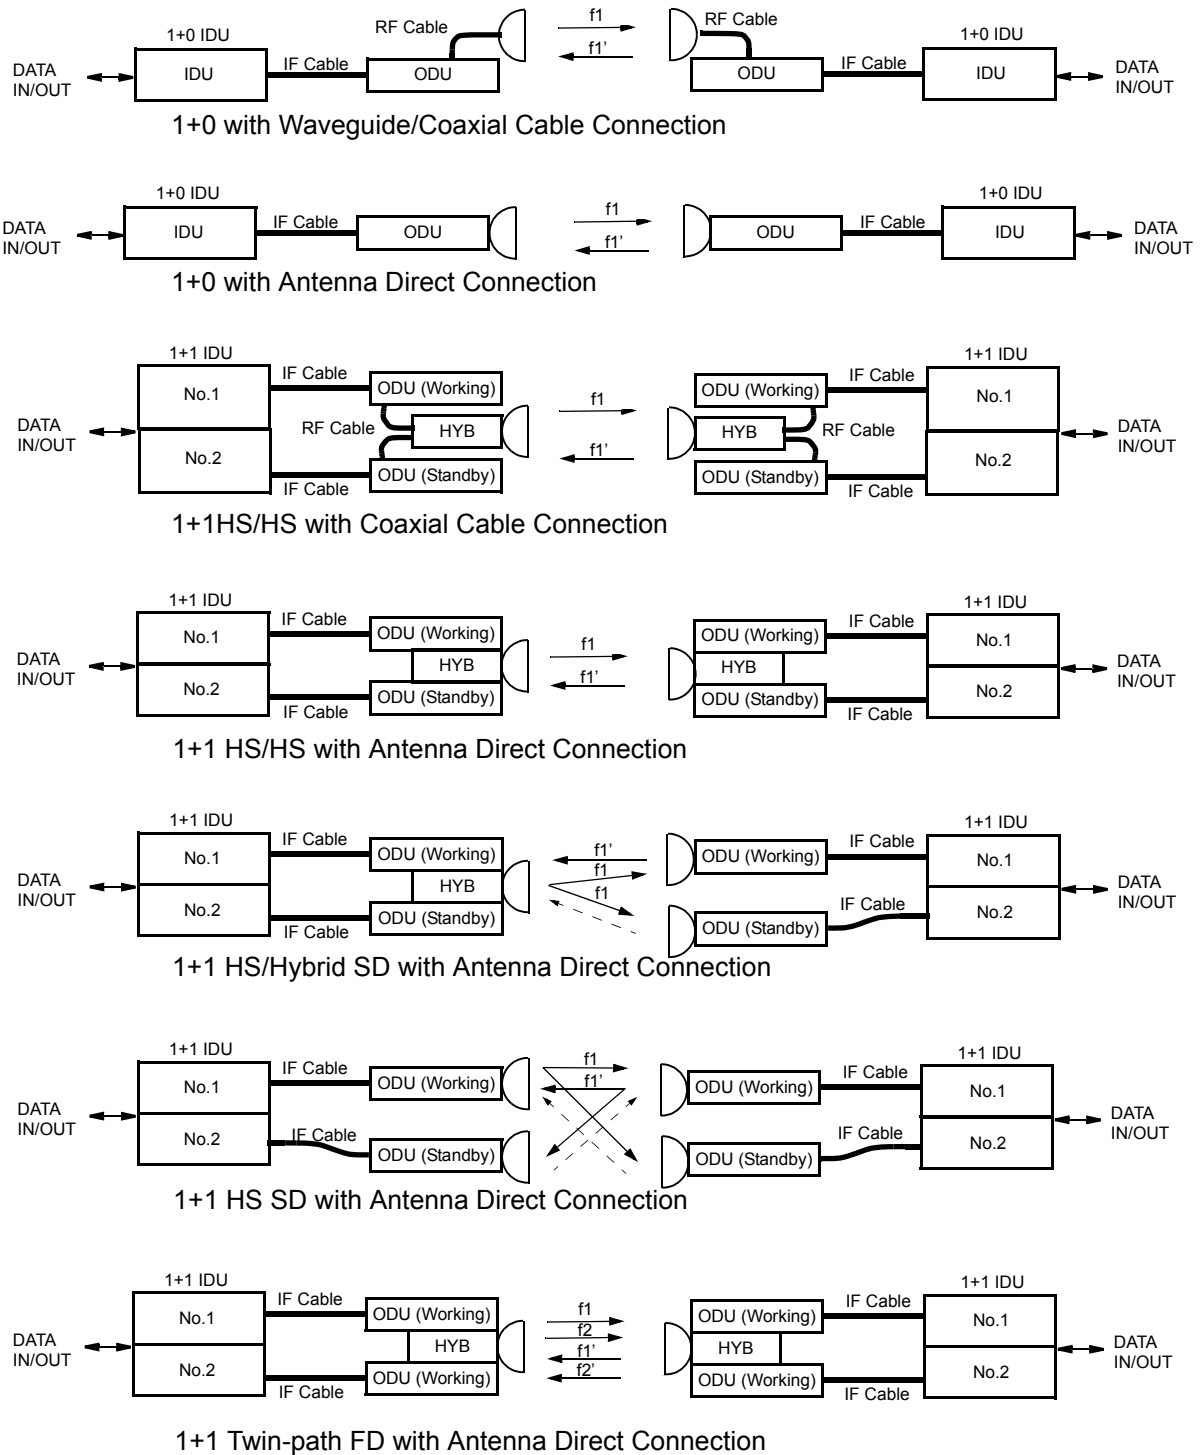 RF Cable
f1
RF Cable
1+0 IDU
f1'
1+0 IDU
DATA
IN/OUT
IDU
IF Cable
ODU
ODU
IF Cable
IDU
DATA
IN/OUT
1+0 with Waveguide/Coaxial Cable Connection
1+0 IDU
1+0 IDU
DATA
IN/OUT
IDU
IF Cable
ODU
f1
f1'
ODU
IF Cable
IDU
DATA
IN/OUT
1+0 with Antenna Direct Connection
1+1 IDU
1+1 IDU
IF Cable
IF Cable
No.1
ODU (Working)
f1
ODU (Working)
No.1
DATA
IN/OUT
RF Cable
HYB
HYB
RF Cable
DATA
IN/OUT
No.2
f1'
No.2
ODU (Standby)
ODU (Standby)
IF Cable
IF Cable
1+1HS/HS with Coaxial Cable Connection
1+1 IDU
1+1 IDU
IF Cable
IF Cable
No.1
ODU (Working)
f1
ODU (Working)
No.1
DATA
IN/OUT
HYB
HYB
DATA
IN/OUT
No.2
ODU (Standby)
f1'
ODU (Standby)
No.2
IF Cable
IF Cable
1+1 HS/HS with Antenna Direct Connection
1+1 IDU
1+1 IDU
IF Cable
IF Cable
No.1
ODU (Working)
f1'
ODU (Working)
No.1
f1
DATA
IN/OUT
HYB
f1
DATA
IN/OUT
No.2
ODU (Standby)
ODU (Standby)
IF Cable
No.2
IF Cable
1+1 HS/Hybrid SD with Antenna Direct Connection
1+1 IDU
1+1 IDU
IF Cable
f1
IF Cable
No.1
ODU (Working)
f1'
ODU (Working)
No.1
DATA
IN/OUT
DATA
IN/OUT
No.2
IF Cable
IF Cable
No.2
ODU (Standby)
ODU (Standby)
1+1 HS SD with Antenna Direct Connection
1+1 IDU
1+1 IDU
IF Cable
IF Cable
No.1
ODU (Working)
f1
ODU (Working)
No.1
f2
DATA
IN/OUT
HYB
f1'
HYB
DATA
IN/OUT
No.2
ODU (Working)
f2'
ODU (Working)
No.2
IF Cable
IF Cable
1+1 Twin-path FD with Antenna Direct Connection